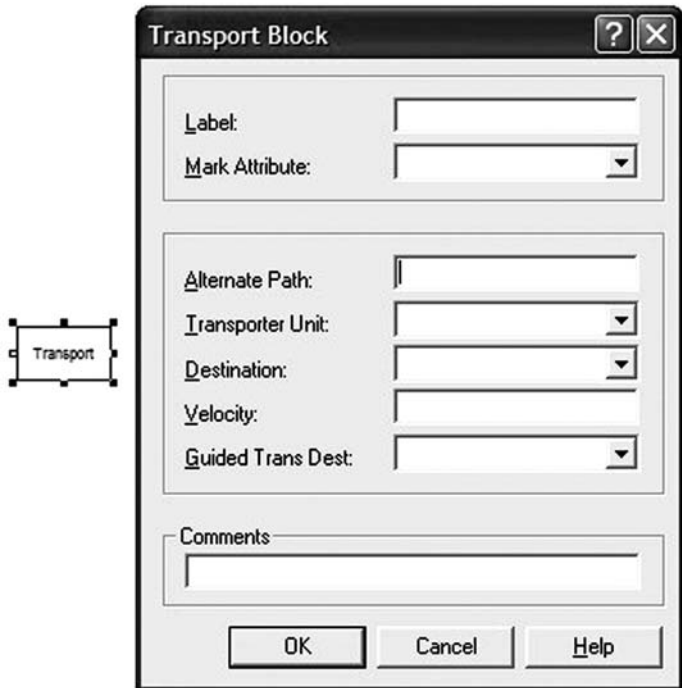 Transport Block
Label:
Mark Attribute:
Alternate Path:
Transporter Unit:
Transport
Destination:
Velocity:
Guided Trans Dest:
Comments
OK Cancel Help